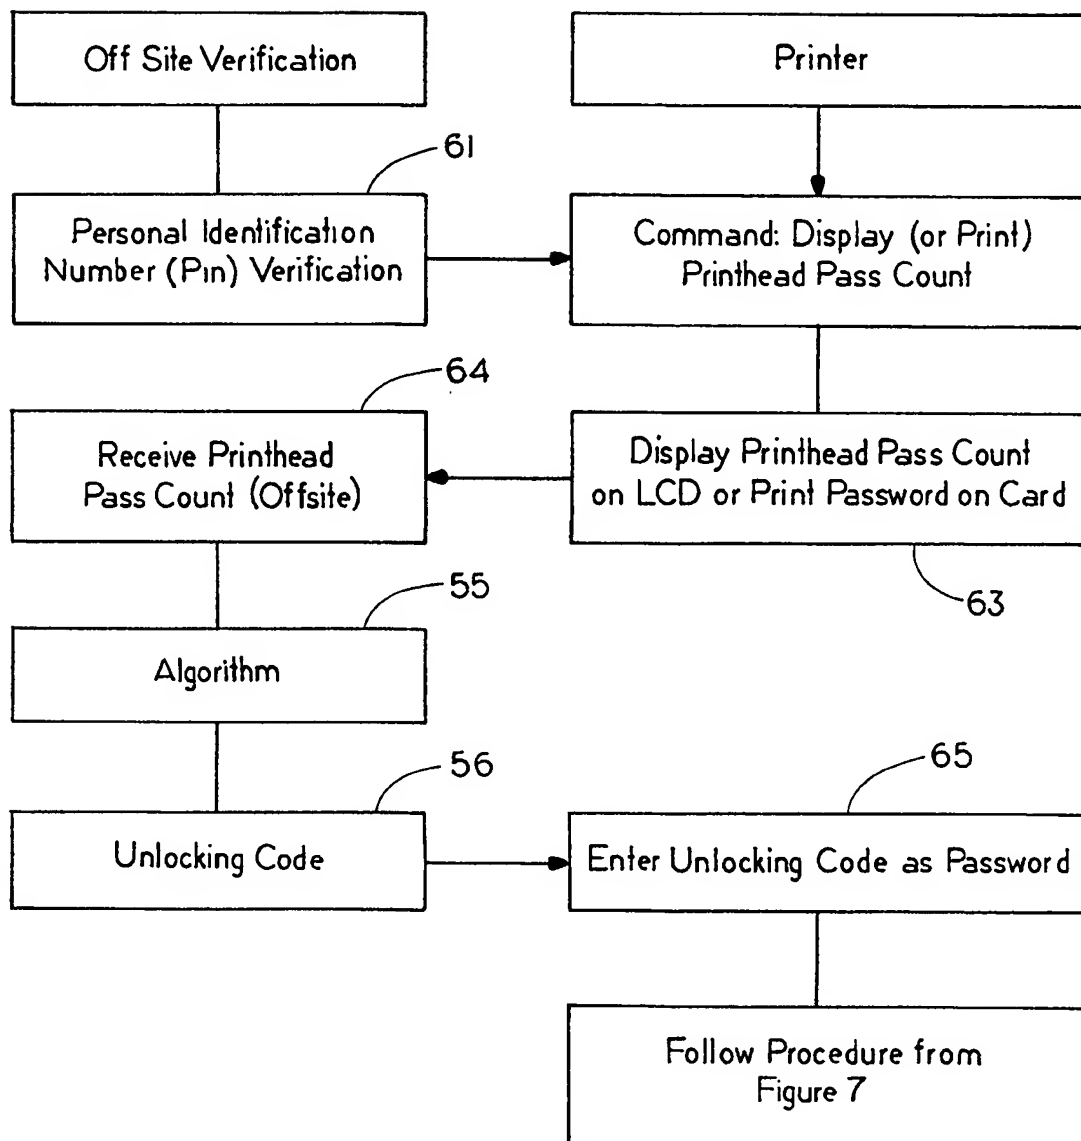 Off Site Verification
Printer
61
Personal Identification
Number (Pin) Verification
Command: Display (or Print)
Printhead Pass Count
64
Receive Printhead
Pass Count (Offsite)
Display Printhead Pass Count
on LCD or Print Password on Card
63
55
Algorithm
56
Unlocking Code
65
Enter Unlocking Code as Password
Follow Procedure from
Figure 7